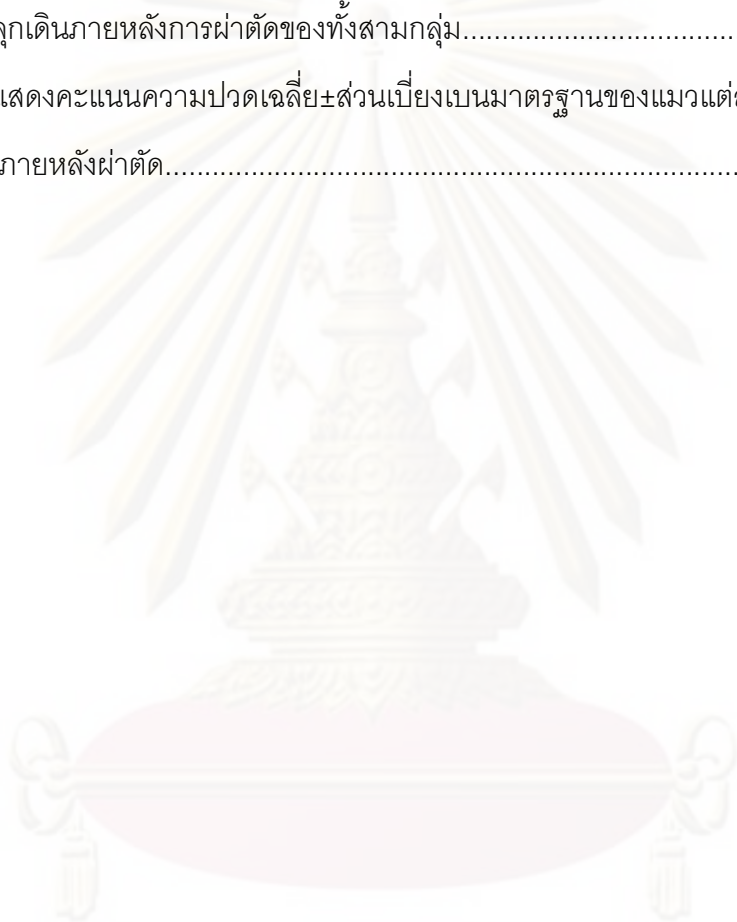 ลุกเดินภายหลังการผ่าตัดของทั้งสามกลุ่ม..................................
แสดงคะแนนความปวดเฉลี่ย±ส่วนเบี่ยงเบนมาตรฐานของแมวแต่ล
ภายหลังผ่าตัด........................................................................